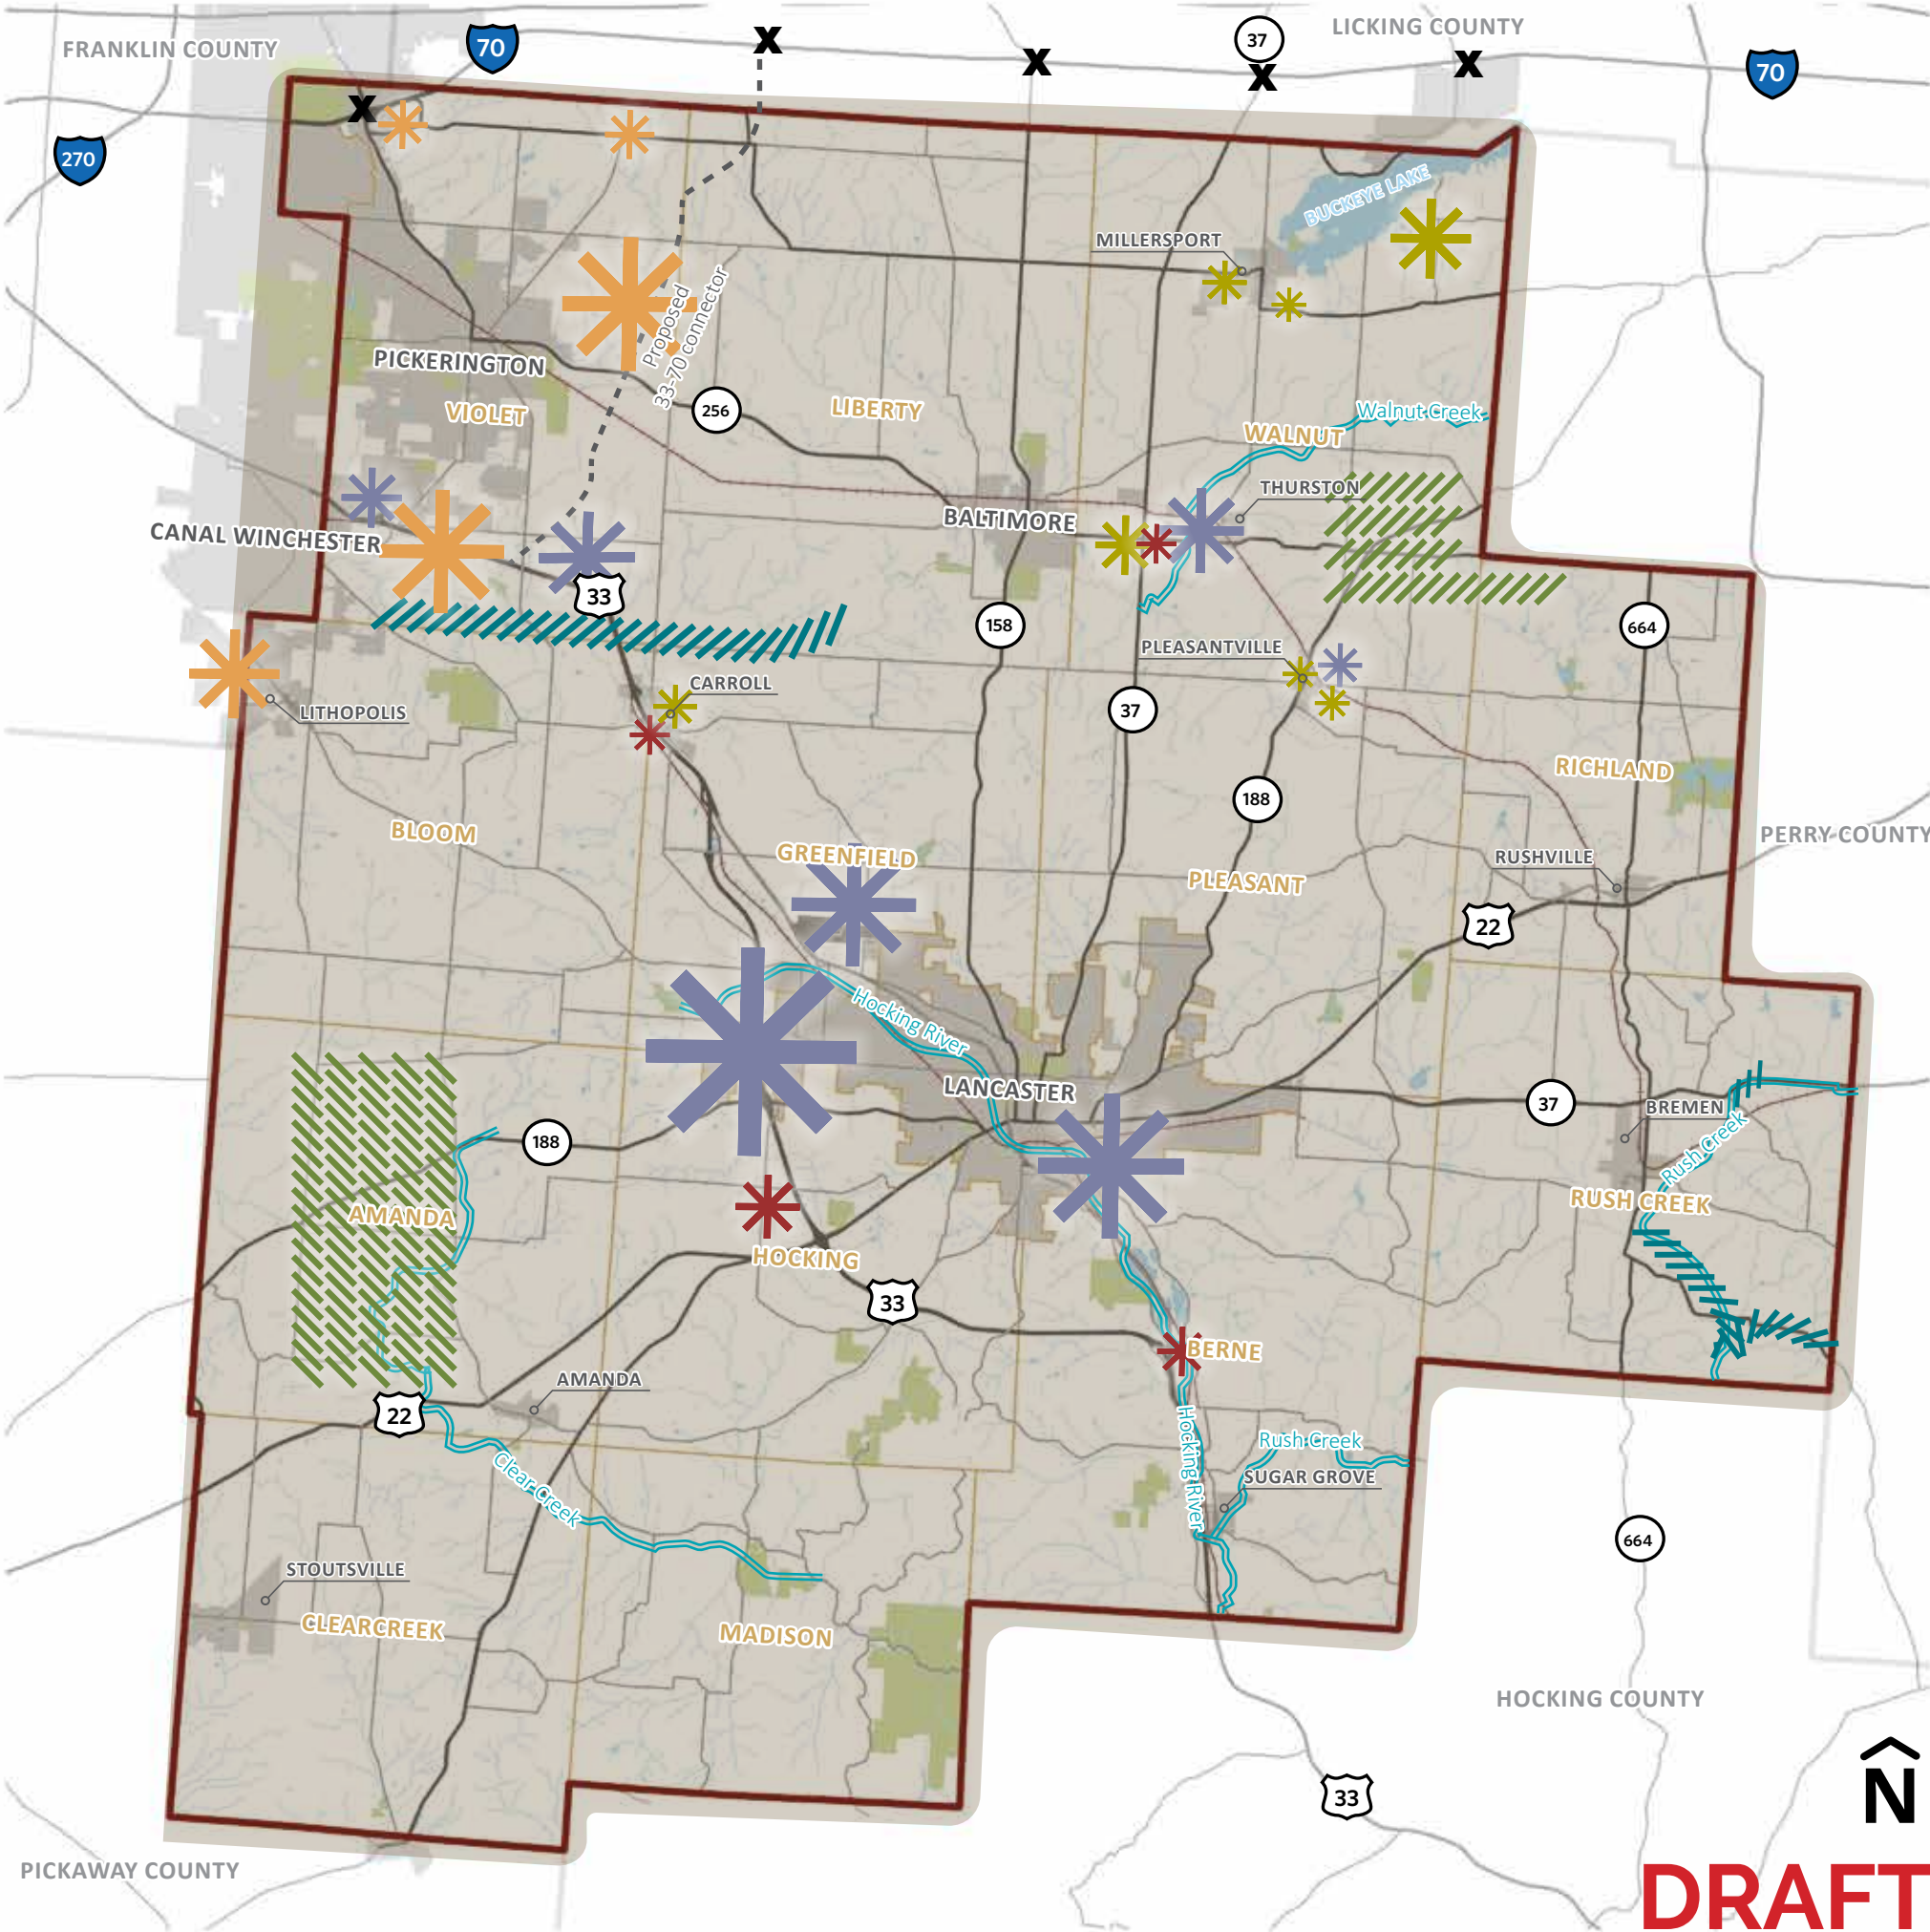 FRANKLIN COUNTY
70
X
37
LICKING COUNTY
X
X
X
70
X
270
BUCKEYE LAKE
MILLERSPORT
Proposed
33-70 connector
PICKERINGTON
VIOLET
256
LIBERTY
Walnut Creek
WALNUT
THURSTON
CANAL WINCHESTER
BALTIMORE
33
158
664
PLEASANTVILLE
CARROLL
LITHOPOLIS
37
RICHLAND
188
BLOOM
PERRY COUNTY
GREENFIELD
RUSHVILLE
PLEASANT
22
Hocking River
LANCASTER
37
BREMEN
188
Rush Creek
AMANDA
RUSH CREEK
HOCKING
33
BERNE
AMANDA
22
Hocking River
Rush Creek
SUGAR GROVE
Clear Creek
664
STOUTSVILLE
CLEARCREEK
MADISON
HOCKING COUNTY
33
N
PICKAWAY COUNTY
DRAFT